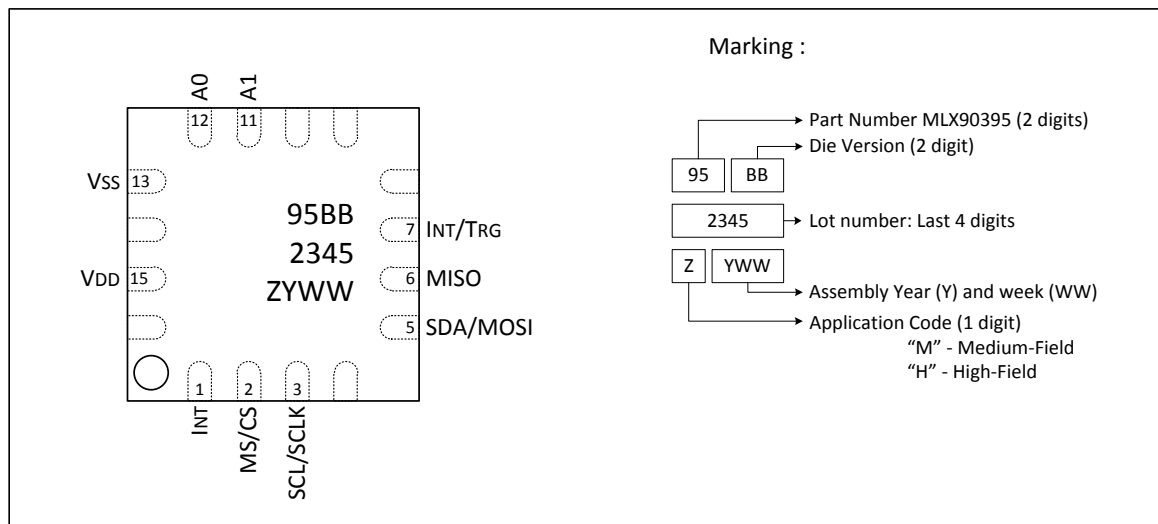 Marking :
A0
A1
12
11
VSS
13
95BB
2345
ZYWW
7
INT/TRG
VDD
15
6
MISO
5
SDA/MOSI
1
2
3
INT
MS/CS
SCL/SCLK
Part Number MLX90395 (2 digits)
Die Version (2 digit)
95
BB
2345
Lot number: Last 4 digits
Z
YWW
Assembly Year (Y) and week (WW)
Application Code (1 digit)
“M” - Medium-Field
“H” - High-Field